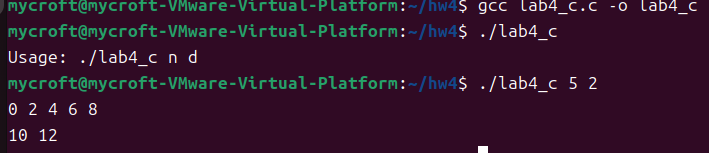 mycroft@mycroft-VMware-Virtual-Platform:~/hw4$ gcc lab4_c.c -o lab4_c
mycroft@mycroft-VMware-Virtual-Platform:~/hw4$ ./lab4_c
Usage: ./lab4_c n d
mycroft@mycroft-VMware-Virtual-Platform:~/hw4$ ./lab4_c 5 2
0 2 4 6 8
10 12